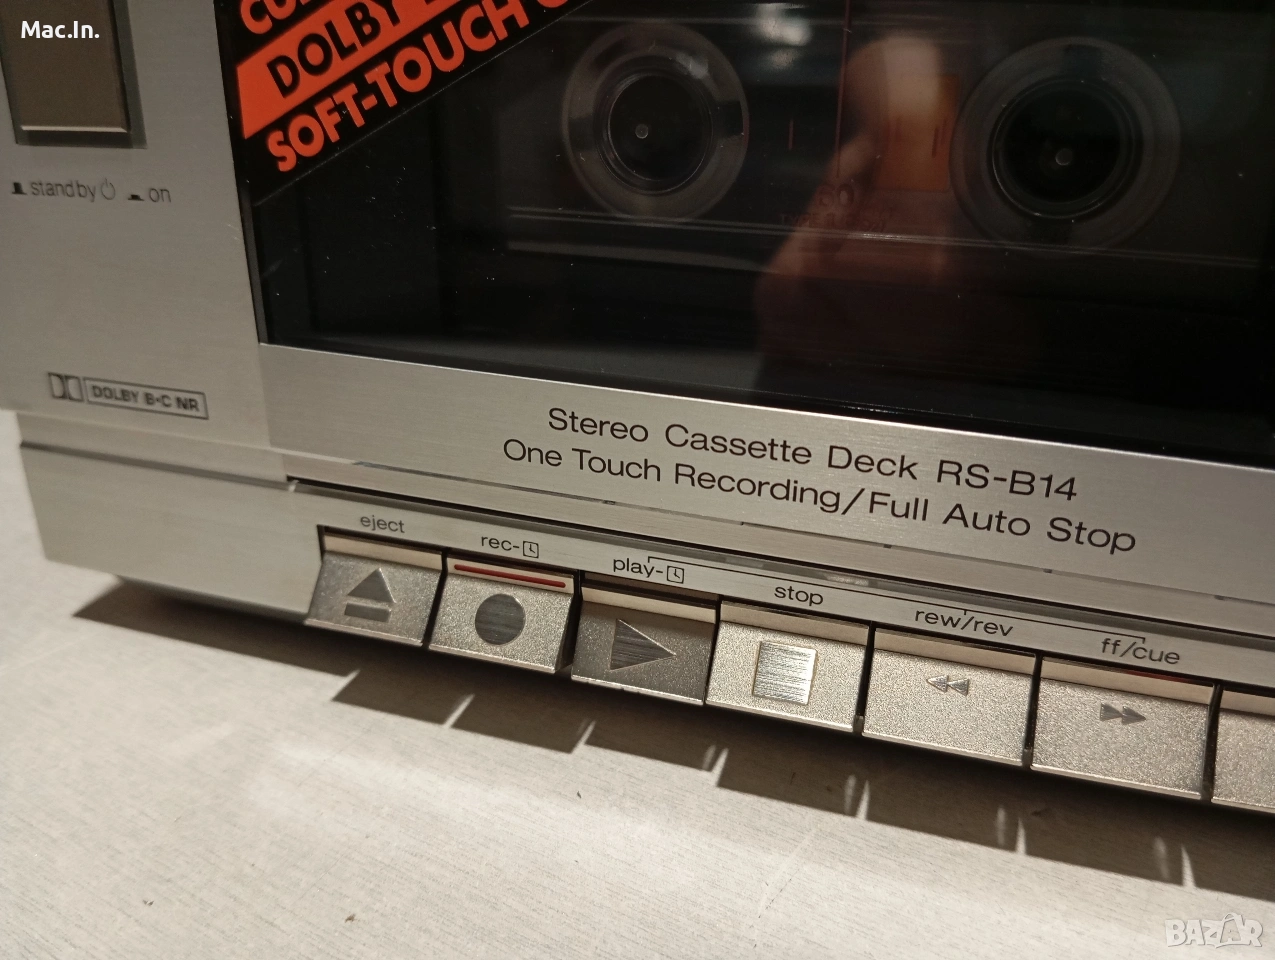 Mac.In.
DOLBY
SOFT-TOUCH
standby on
DOLBY B·C NR
Stereo Cassette Deck RS-B14
One Touch Recording/Full Auto Stop
eject rec- play- stop rew/rev ff/cue
BAZAR